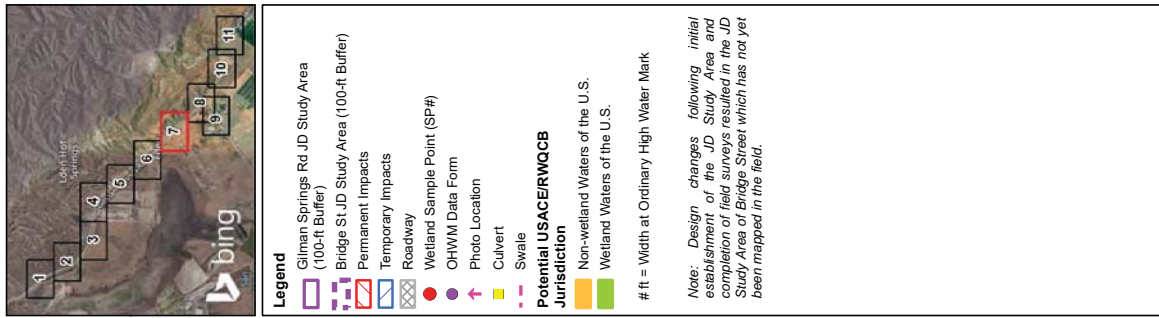 1
2
3
4
5
6
7
8
9
10
11
Eden Hot
Springs
bing
Legend
Gilman Springs Rd JD Study Area
(100-ft Buffer)
Bridge St JD Study Area (100-ft Buffer)
Permanent Impacts
Temporary Impacts
Roadway
Wetland Sample Point (SP#)
OHWM Data Form
Photo Location
Culvert
Swale
Potential USACE/RWQCB
Jurisdiction
Non-wetland Waters of the U.S.
Wetland Waters of the U.S.
# ft = Width at Ordinary High Water Mark
Note: Design changes following initial
establishment of the JD Study Area and
completion of field surveys resulted in the JD
Study Area of Bridge Street which has not yet
been mapped in the field.